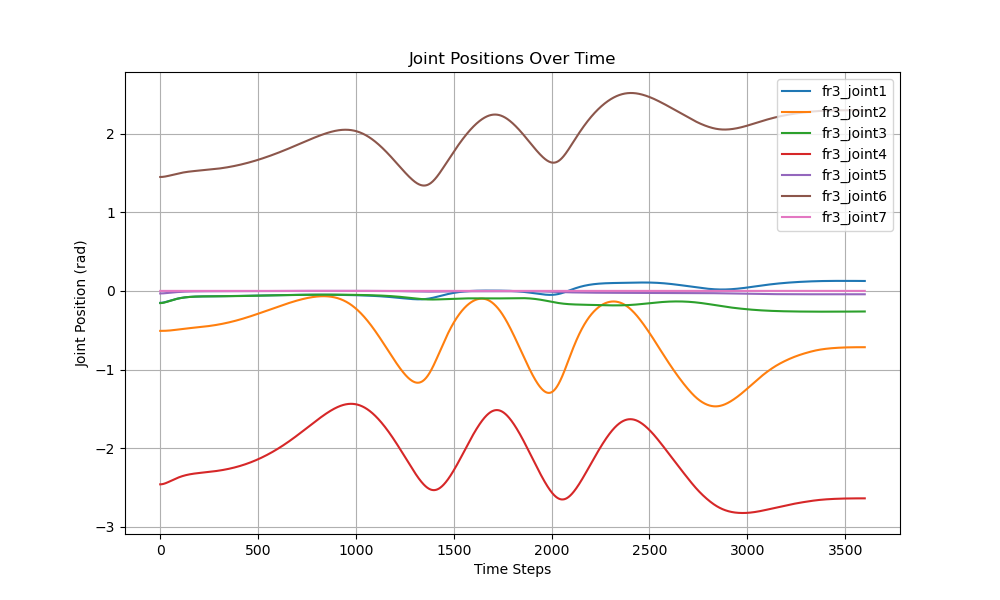 Joint Positions Over Time
fr3_joint1
fr3_joint2
fr3_joint3
fr3_joint4
fr3_joint5
fr3_joint6
fr3_joint7
Joint Position (rad)
2
1
0
−1
−2
−3
0 500 1000 1500 2000 2500 3000 3500
Time Steps